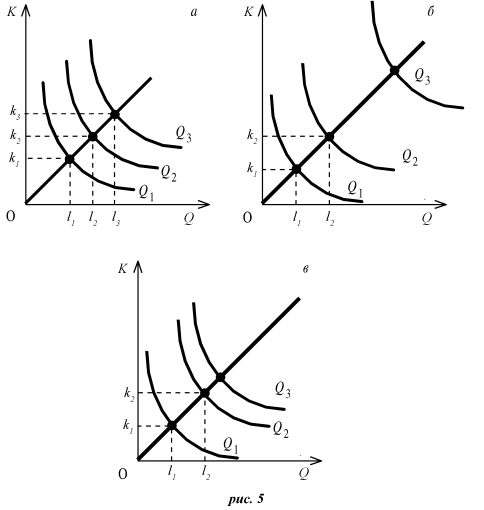 K
а
k3
k2
k1
Q3
Q2
Q1
O
l1
l2
l3
Q
K
б
Q3
k2
k1
Q2
Q1
O
l1
l2
Q
K
в
k2
k1
Q3
Q2
Q1
O
l1
l2
Q
рис. 5